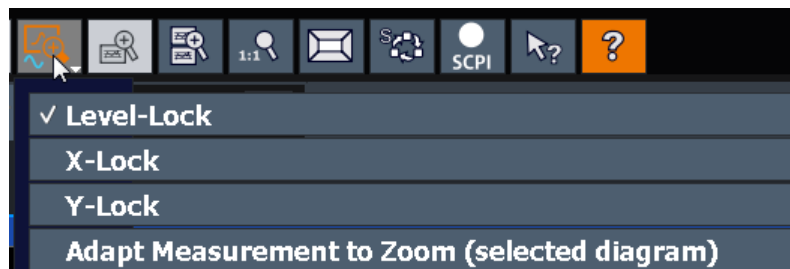 1:1 S SCPI ? ?
✓ Level-Lock
X-Lock
Y-Lock
Adapt Measurement to Zoom (selected diagram)